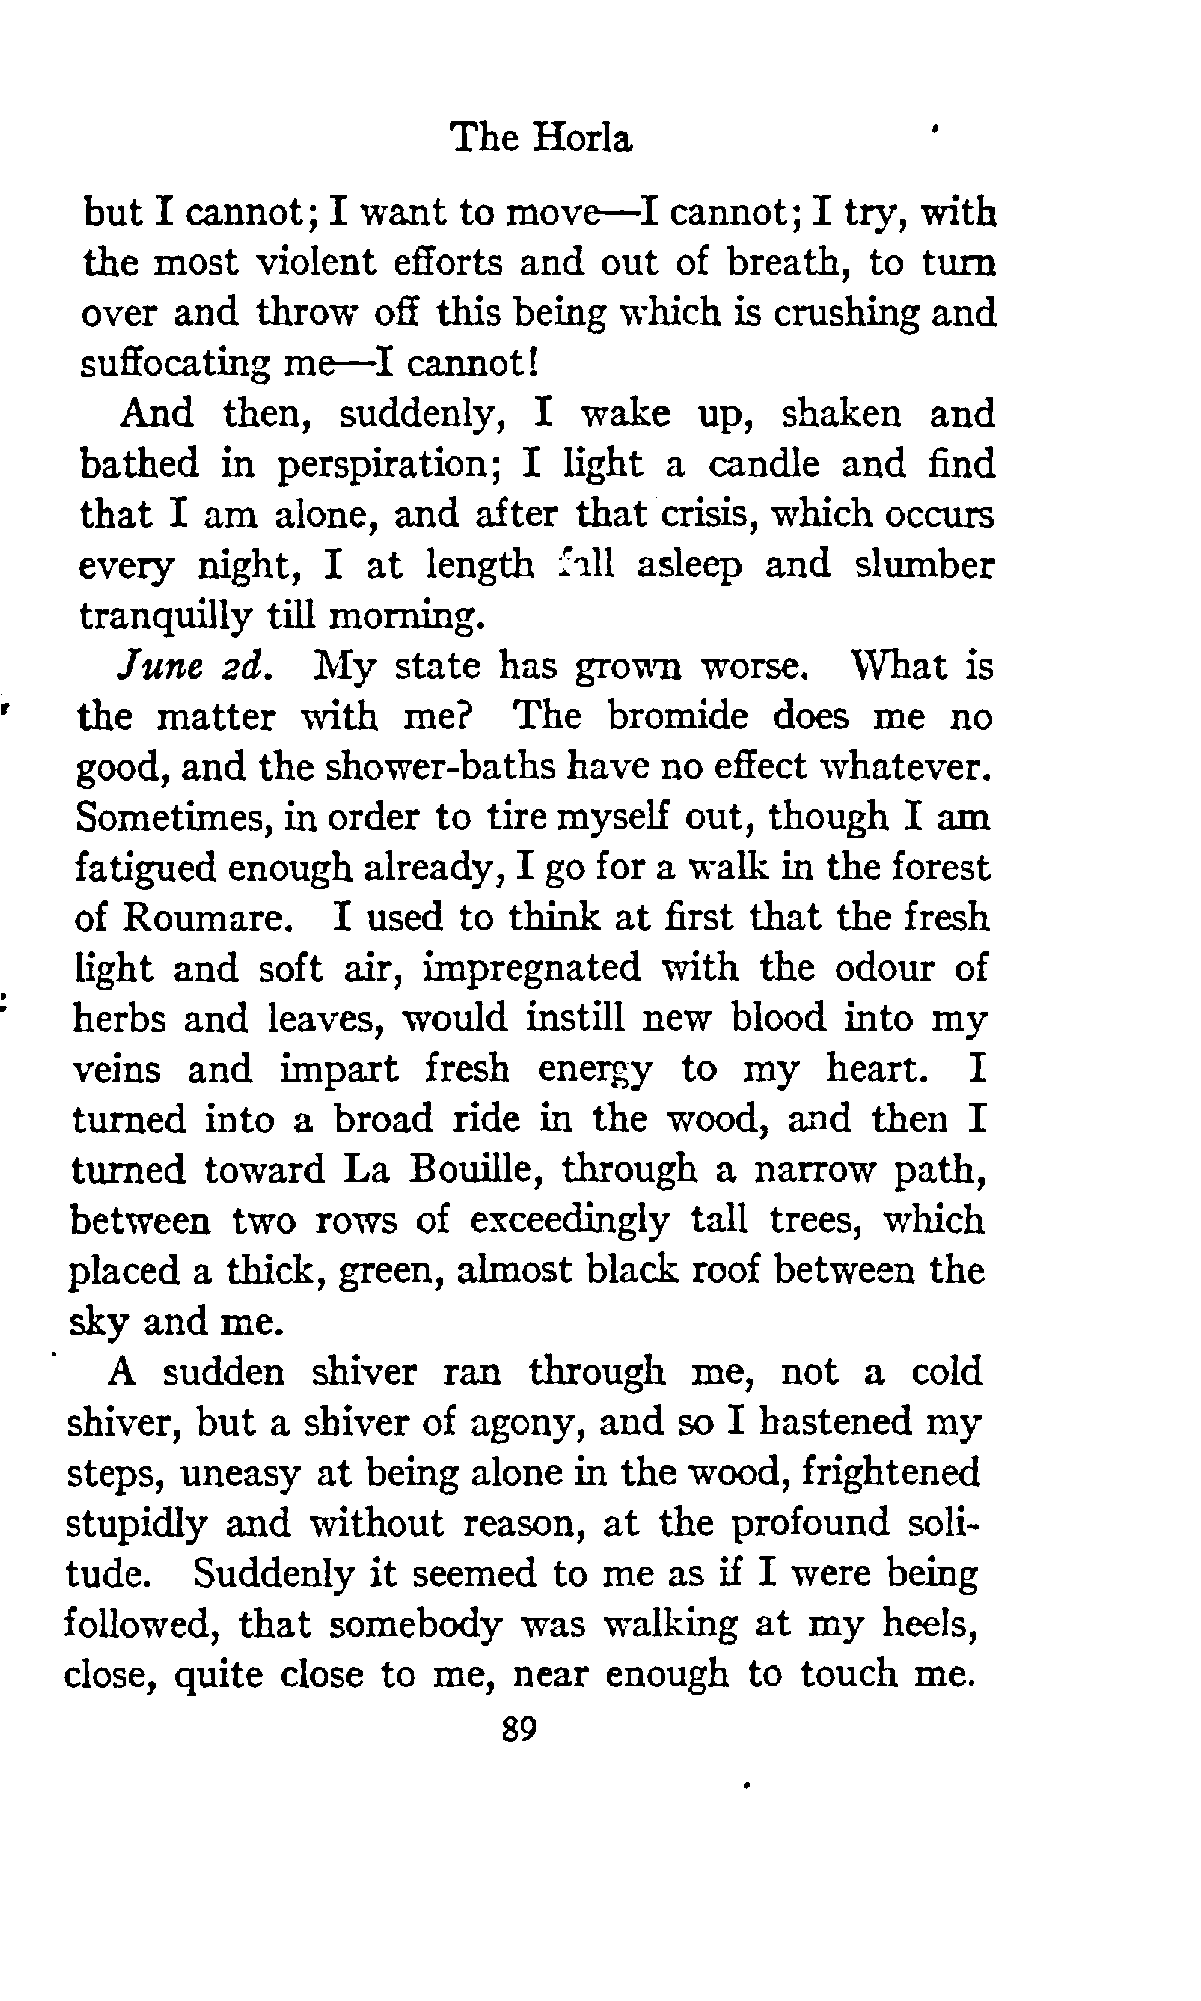 The Horla
but I cannot; I want to move—I cannot; I try, with
the most violent efforts and out of breath, to turn
over and throw off this being which is crushing and
suffocating me—I cannot!
And then, suddenly, I wake up, shaken and
bathed in perspiration; I light a candle and find
that I am alone, and after that crisis, which occurs
every night, I at length fall asleep and slumber
tranquilly till morning.
June 2d. My state has grown worse. What is
the matter with me? The bromide does me no
good, and the shower-baths have no effect whatever.
Sometimes, in order to tire myself out, though I am
fatigued enough already, I go for a walk in the forest
of Roumare. I used to think at first that the fresh
light and soft air, impregnated with the odour of
herbs and leaves, would instill new blood into my
veins and impart fresh energy to my heart. I
turned into a broad ride in the wood, and then I
turned toward La Bouille, through a narrow path,
between two rows of exceedingly tall trees, which
placed a thick, green, almost black roof between the
sky and me.
A sudden shiver ran through me, not a cold
shiver, but a shiver of agony, and so I hastened my
steps, uneasy at being alone in the wood, frightened
stupidly and without reason, at the profound soli-
tude. Suddenly it seemed to me as if I were being
followed, that somebody was walking at my heels,
close, quite close to me, near enough to touch me.
89